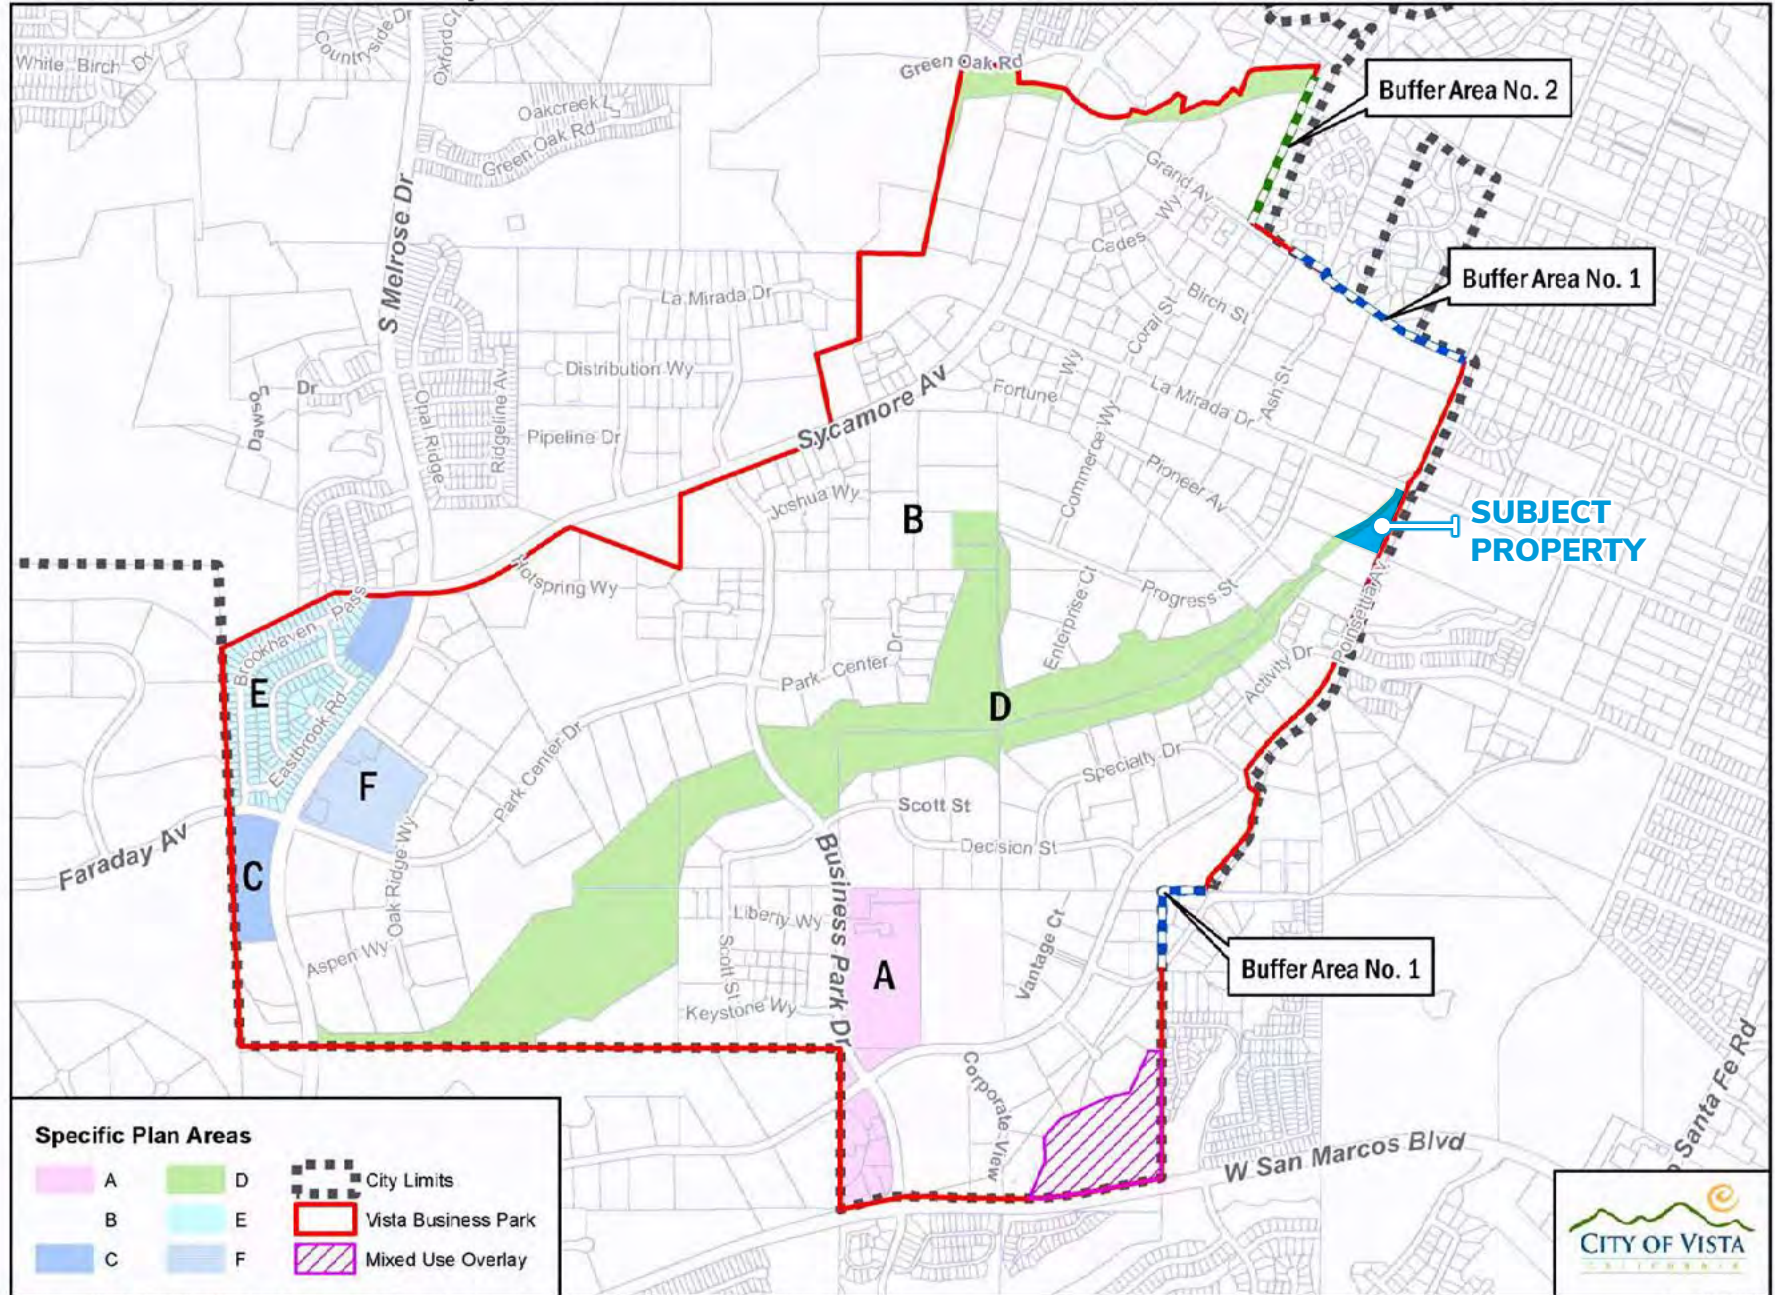 White Birch Dr
Countryside Dr
Oxford Ct
Green Oak Rd
Buffer Area No. 2
Oakcreek L
Green Oak Rd
S Melrose Dr
Grand Av
Cades Wy
Buffer Area No. 1
La Mirada Dr
Birch St
Coral St
Distribution Wy
Dawson Dr
Opal Ridge
Ridgeline Av
Sycamore Av
Fortune Wy
La Mirada Dr
Ash St
Pipeline Dr
Commerce Wy
Pioneer Av
Joshua Wy
B
SUBJECT
PROPERTY
Hotspring Wy
Enterprise Ct
Progress St
Poinsettia Av
Brookhaven Pass
Park Center Dr
Activity Dr
E
D
Eastbrook Rd
Park Center Dr
Specialty Dr
F
Scott St
Faraday Av
Decision St
C
Oak Ridge Wy
Business Park Dr
Liberty Wy
Aspen Wy
Scott St
A
Vantage Ct
Buffer Area No. 1
Keystone Wy
Corporate View
Santa Fe Rd
W San Marcos Blvd
Specific Plan Areas
A
D
City Limits
B
E
Vista Business Park
C
F
Mixed Use Overlay
CITY OF VISTA
CALIFORNIA